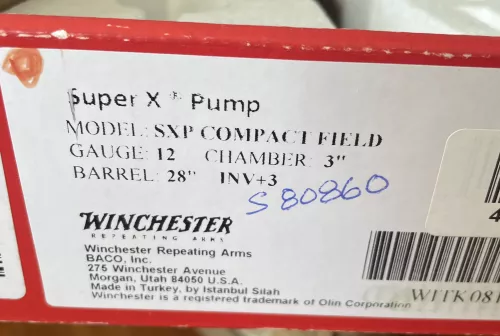 Super X ® Pump
MODEL: SXP COMPACT FIELD
GAUGE: 12 CHAMBER: 3"
BARREL: 28" INV+3
S 80860
WINCHESTER
REPEATING ARMS
Winchester Repeating Arms
BACO, Inc.
275 Winchester Avenue
Morgan, Utah 84050 U.S.A.
Made in Turkey, by Istanbul Silah
Winchester is a registered trademark of Olin Corporation
4